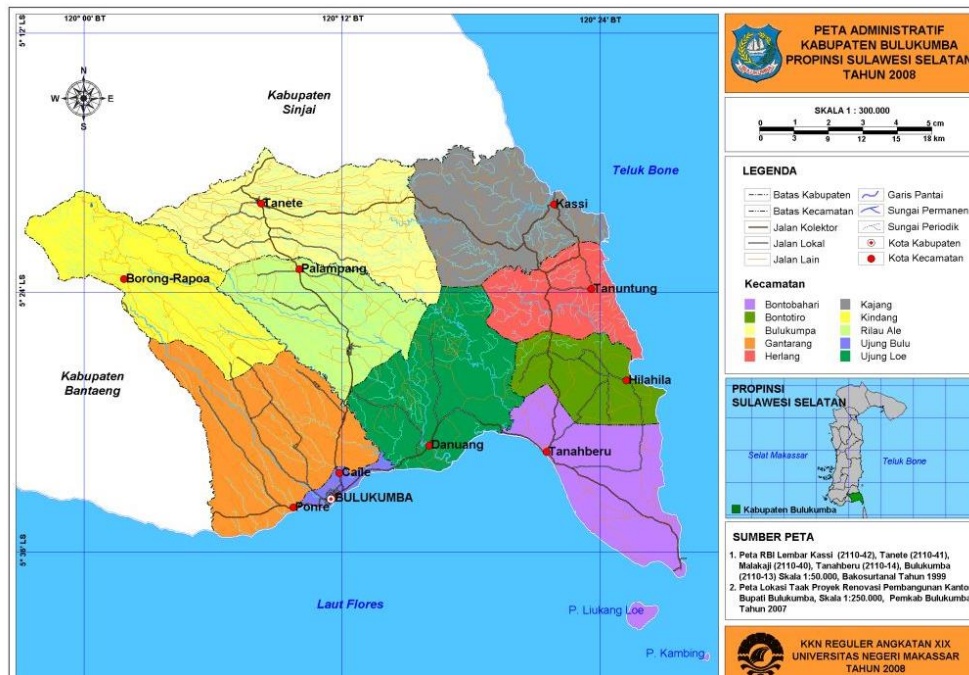 120° 00' BT
120° 12' BT
120° 24' BT
5° 12' LS
5° 24' LS
5° 36' LS
N
W
E
S
Kabupaten
Sinjai
Teluk Bone
Tanete
Kassi
Palampang
Borong-Rapoa
Tanuntung
Kabupaten
Bantaeng
Hilahila
Danuang
Tanahberu
Caile
BULUKUMBA
Ponre
Laut Flores
P. Liukang Loe
P. Kambing
PETA ADMINISTRATIF
KABUPATEN BULUKUMBA
PROPINSI SULAWESI SELATAN
TAHUN 2008
SKALA 1 : 300.000
0 1 2 3 4 5 cm
0 3 9 12 15 18 km
LEGENDA
Batas Kabupaten
Batas Kecamatan
Jalan Kolektor
Jalan Lokal
Jalan Lain
Garis Pantai
Sungai Permanen
Sungai Periodik
Kota Kabupaten
Kota Kecamatan
Kecamatan
Bontobahari
Bontotiro
Bulukumpa
Gantarang
Herlang
Kajang
Kindang
Rilau Ale
Ujung Bulu
Ujung Loe
PROPINSI
SULAWESI SELATAN
Selat Makassar
Teluk Bone
Kabupaten Bulukumba
SUMBER PETA
1. Peta RBI Lembar Kassi (2110-42), Tanete (2110-41),
Malakaji (2110-40), Tanahberu (2110-14), Bulukumba
(2110-13) Skala 1:50.000, Bakosurtanal Tahun 1999
2. Peta Lokasi Taak Proyek Renovasi Pembangunan Kanto
Bupati Bulukumba, Skala 1:250.000, Pemkab Bulukumba
Tahun 2007
KKN REGULER ANGKATAN XIX
UNIVERSITAS NEGERI MAKASSAR
TAHUN 2008